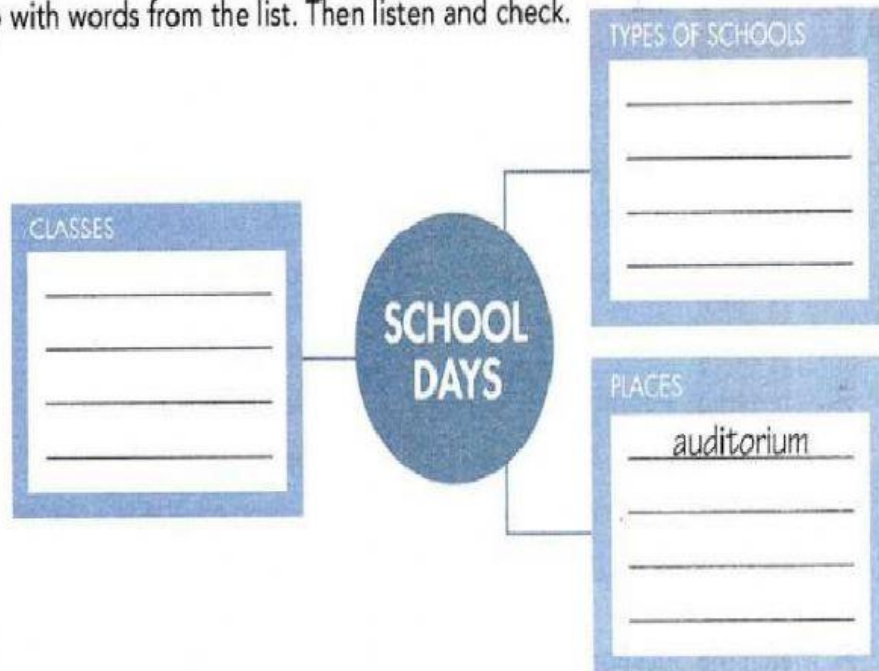 with words from the list. Then listen and check.
TYPES OF SCHOOLS
CLASSES
SCHOOL
DAYS
PLACES
auditorium